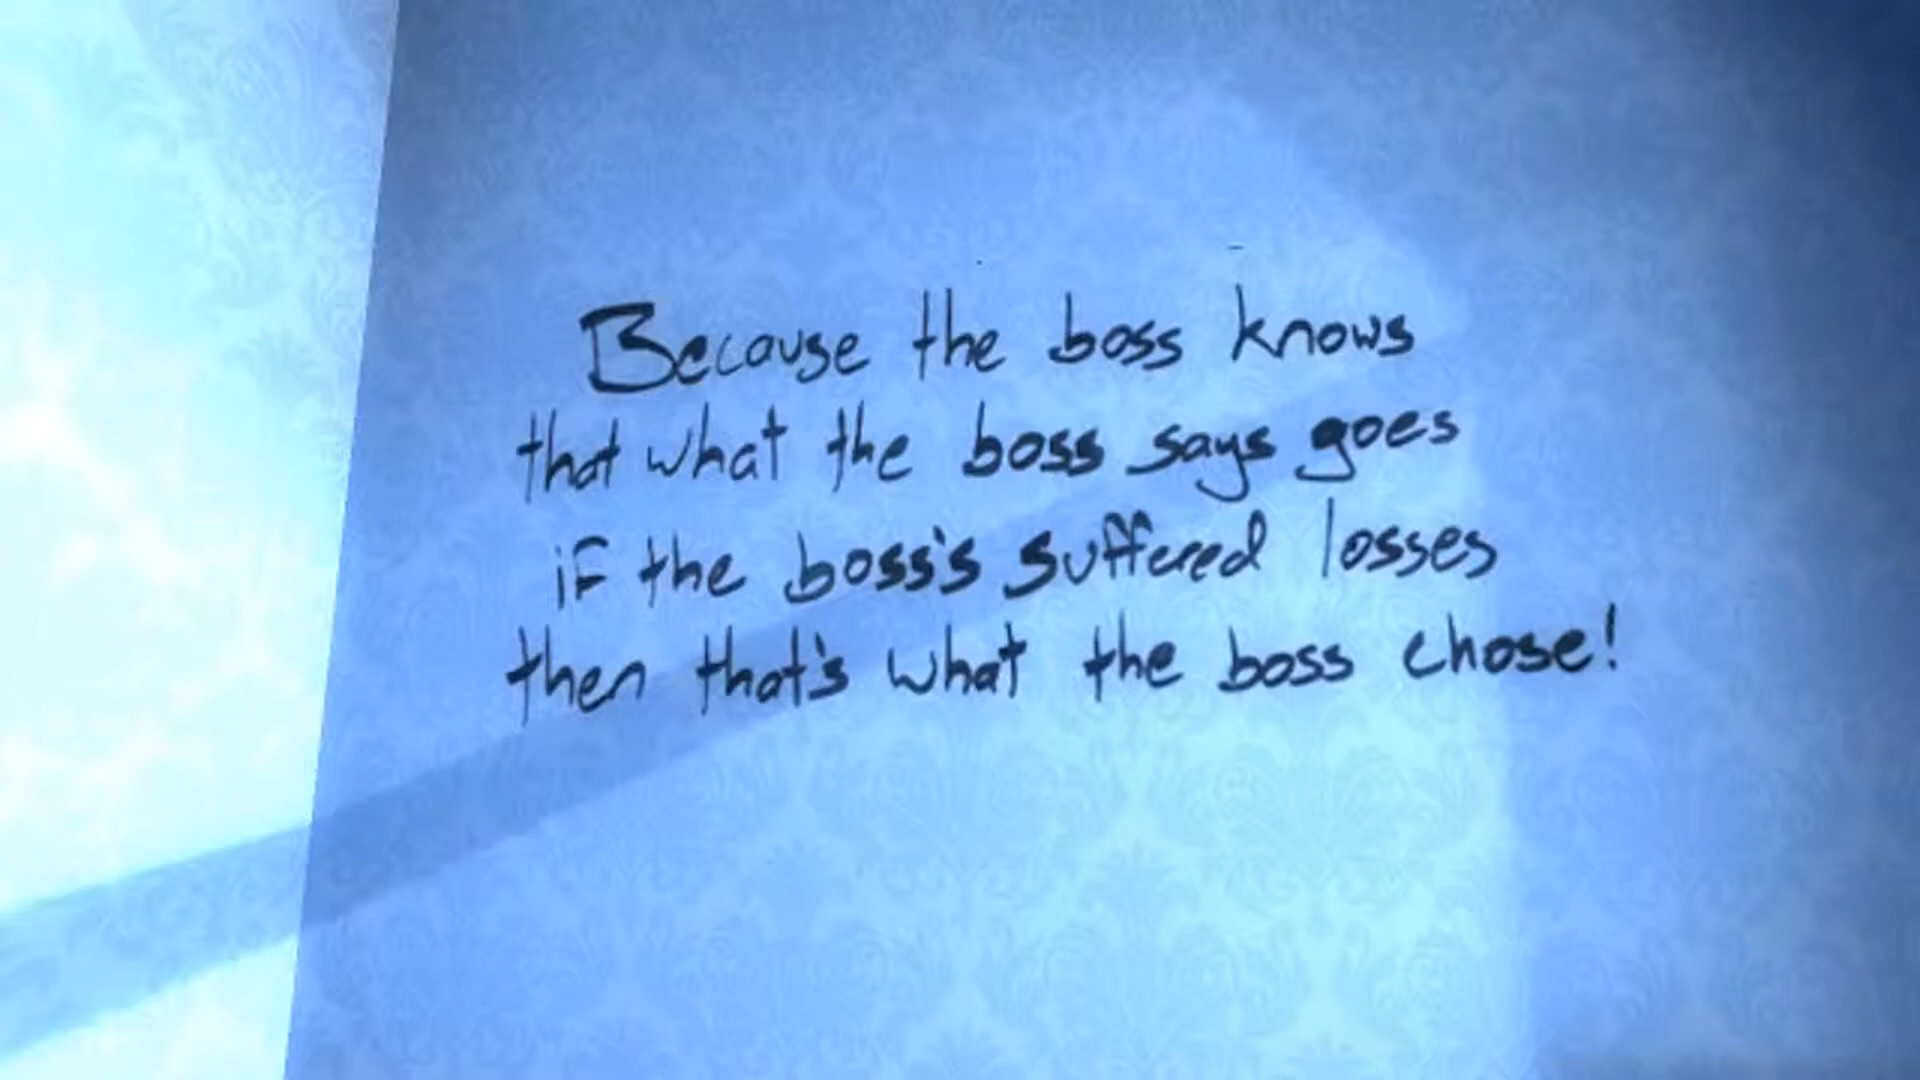 Because the boss knows
that what the boss says goes
if the boss's suffered losses
then that's what the boss chose!